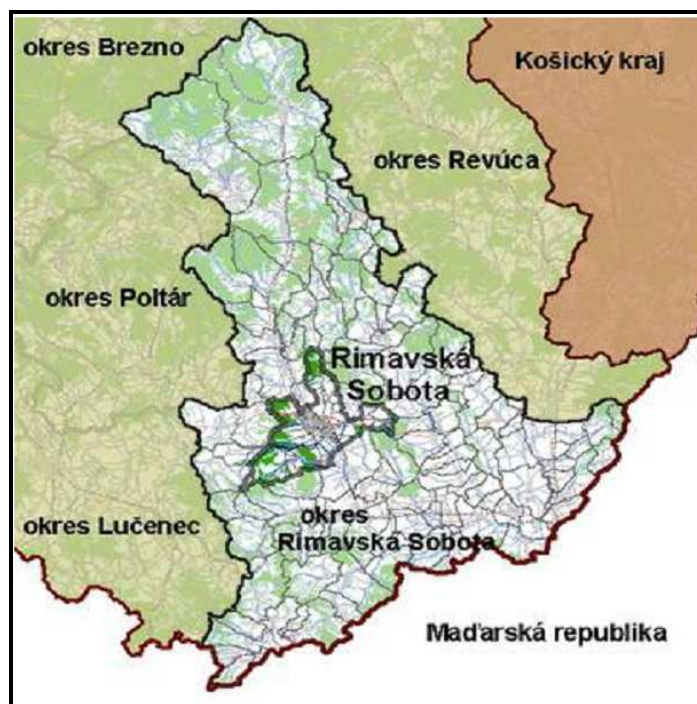 okres Brezno
Košický kraj
okres Revúca
okres Poltár
Rimavská
Sobota
okres Lučenec
okres
Rimavská Sobota
Maďarská republika